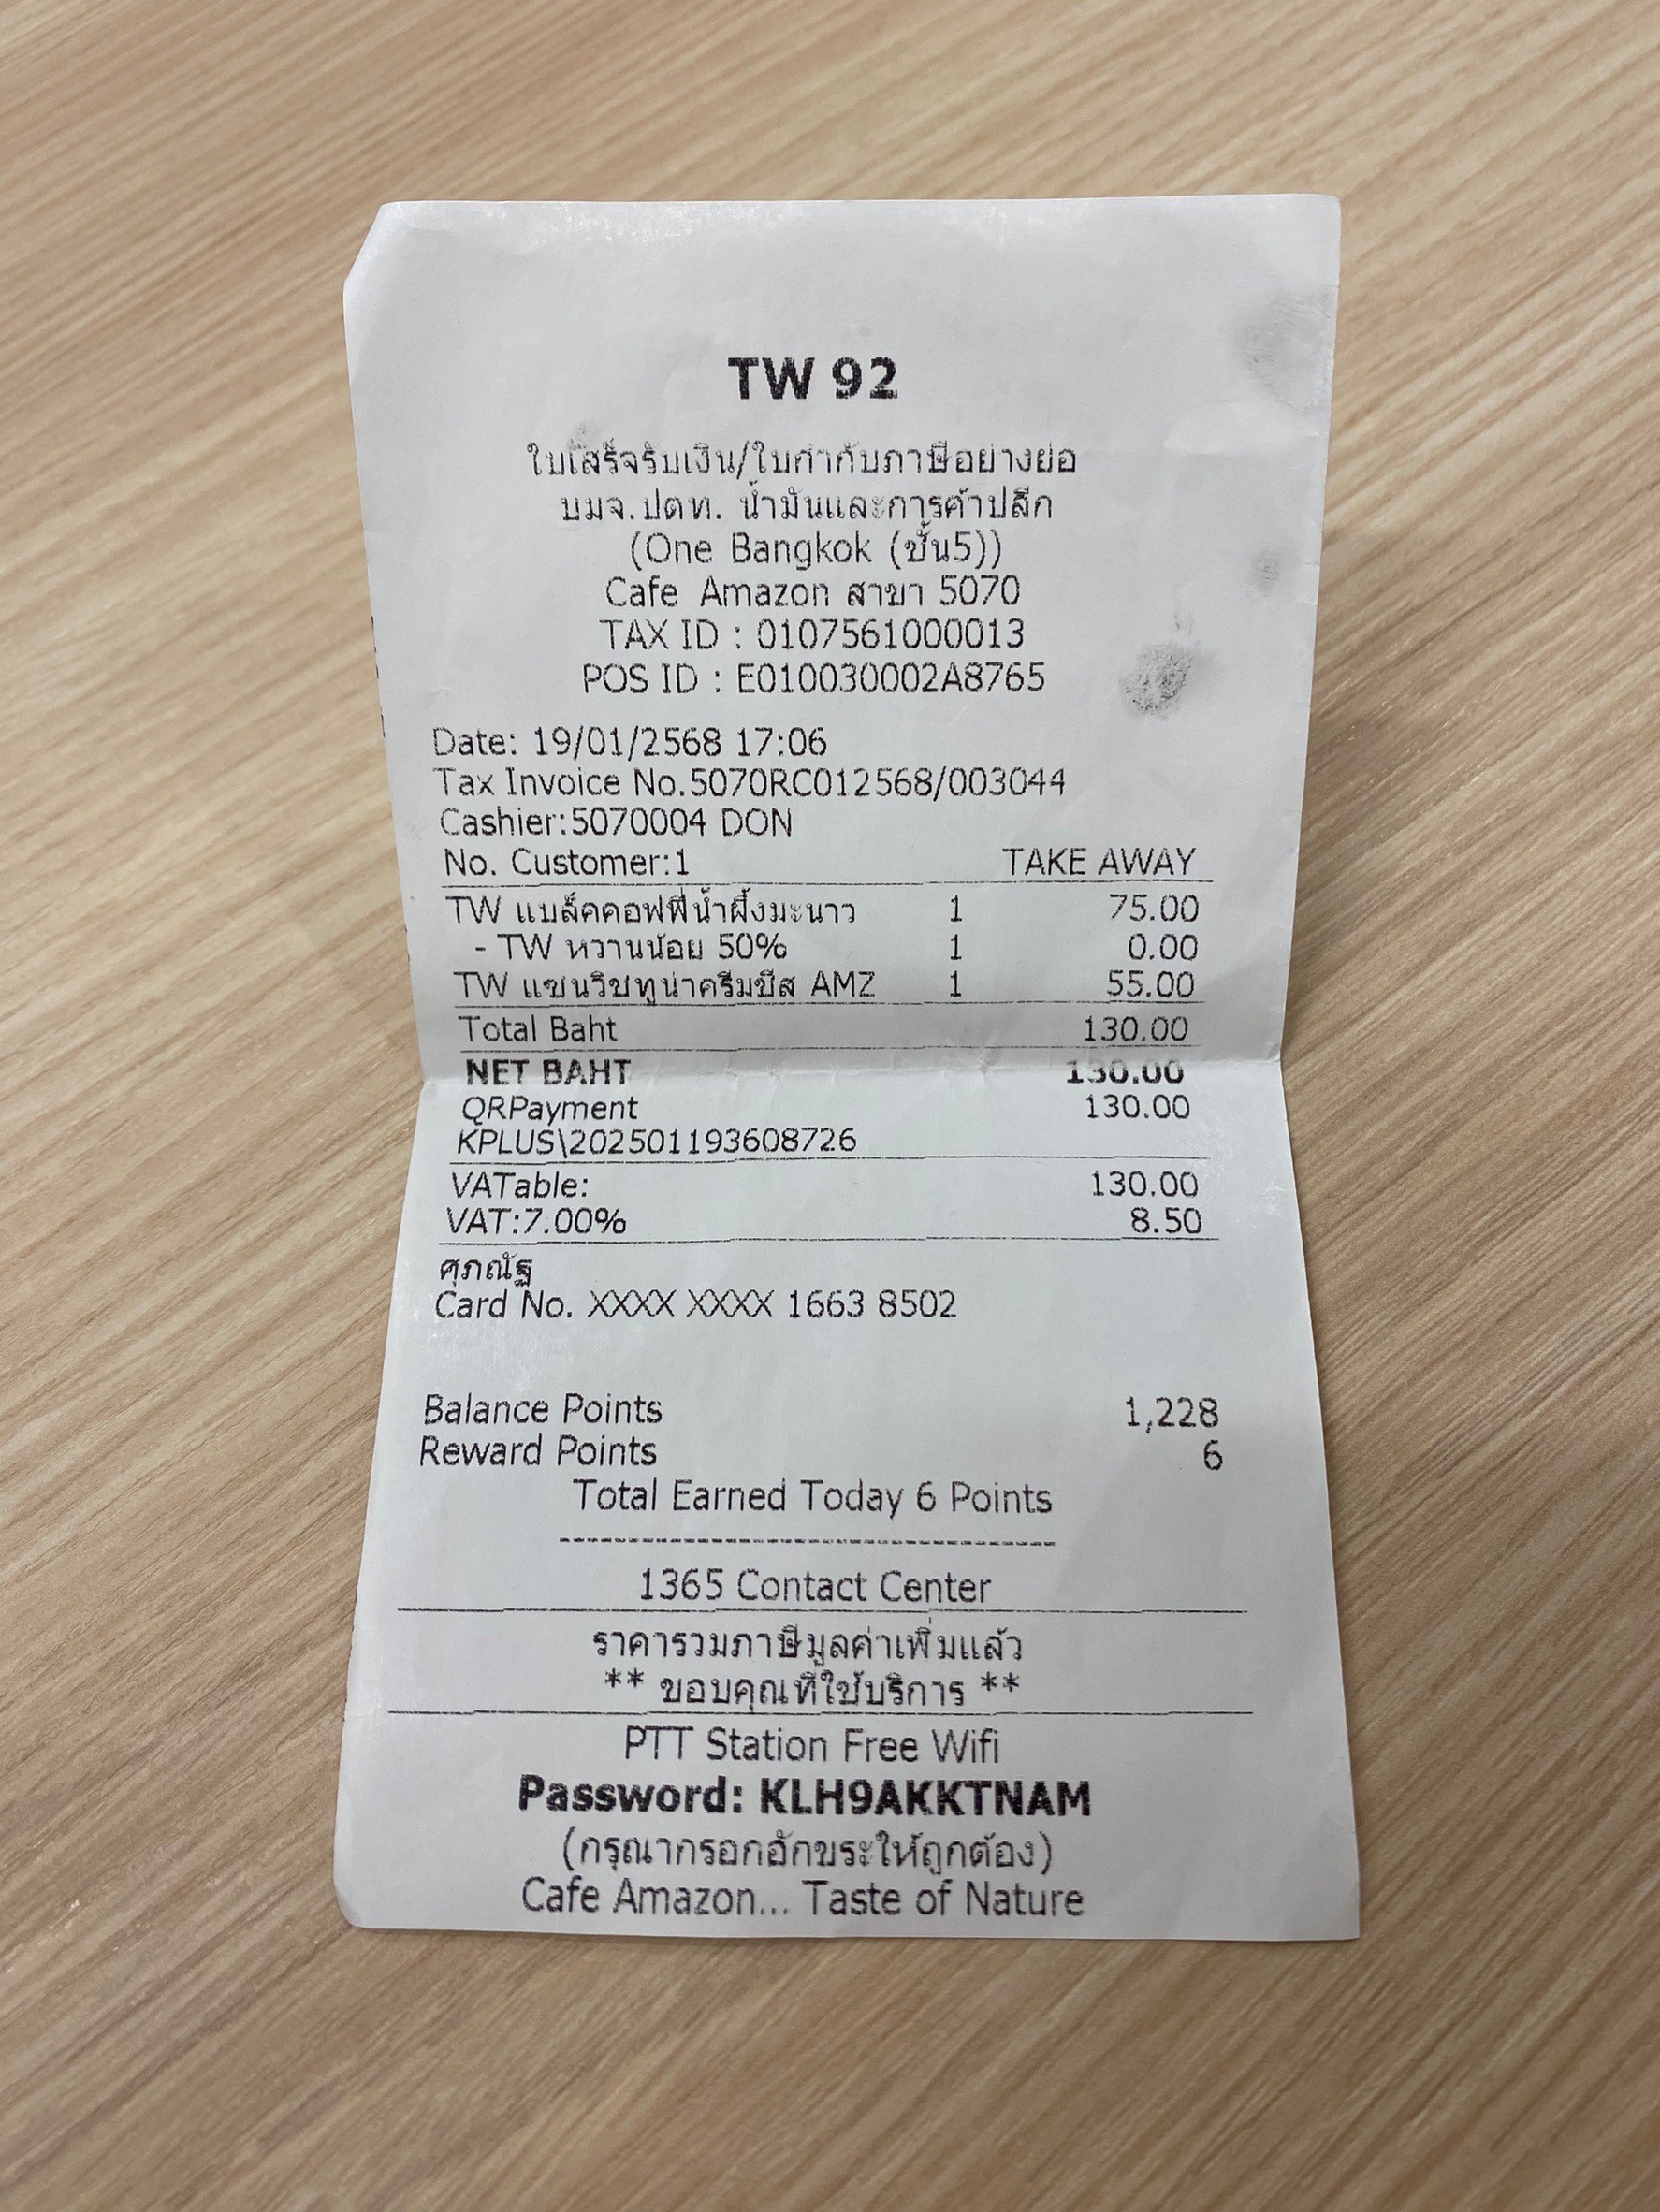 TW 92
ใบเสร็จรับเงิน/ใบกำกับภาษีอย่างย่อ
บมจ.ปตท. น้ำมันและการค้าปลีก
(One Bangkok (ชั้น5))
Cafe Amazon สาขา 5070
TAX ID : 0107561000013
POS ID : E010030002A8765
Date: 19/01/2568 17:06
Tax Invoice No.5070RC012568/003044
Cashier:5070004 DON
No. Customer:1 TAKE AWAY
TW แบล็คคอฟฟี่น้ำผึ้งมะนาว 1 75.00
- TW หวานน้อย 50% 1 0.00
TW แซนวิชทูน่าครีมชีส AMZ 1 55.00
Total Baht 130.00
NET BAHT 130.00
QRPayment 130.00
KPLUS\202501193608726
VATable: 130.00
VAT:7.00% 8.50
ศุภณัฐ
Card No. XXXX XXXX 1663 8502
Balance Points 1,228
Reward Points 6
Total Earned Today 6 Points
------------------------------------------------
1365 Contact Center
ราคารวมภาษีมูลค่าเพิ่มแล้ว
** ขอบคุณที่ใช้บริการ **
PTT Station Free Wifi
Password: KLH9AKKTNAM
(กรุณากรอกอักขระให้ถูกต้อง)
Cafe Amazon... Taste of Nature